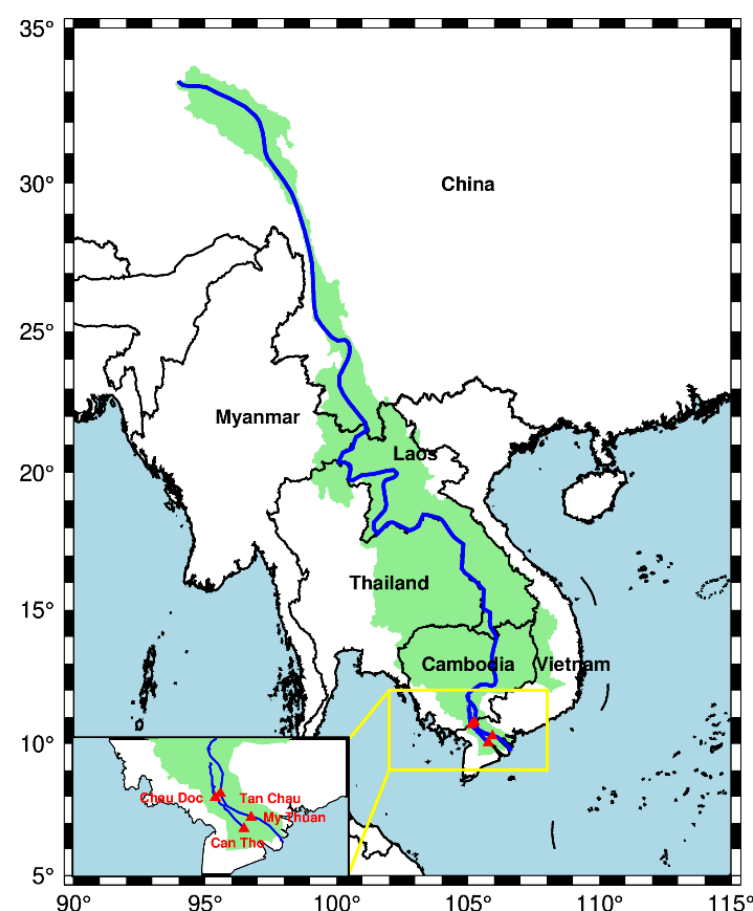 35°
China
30°
25°
Myanmar
Laos
20°
Thailand
15°
Cambodia
Vietnam
10°
Chau Doc
Tan Chau
My Thuan
Can Tho
5°
90°
95°
100°
105°
110°
115°